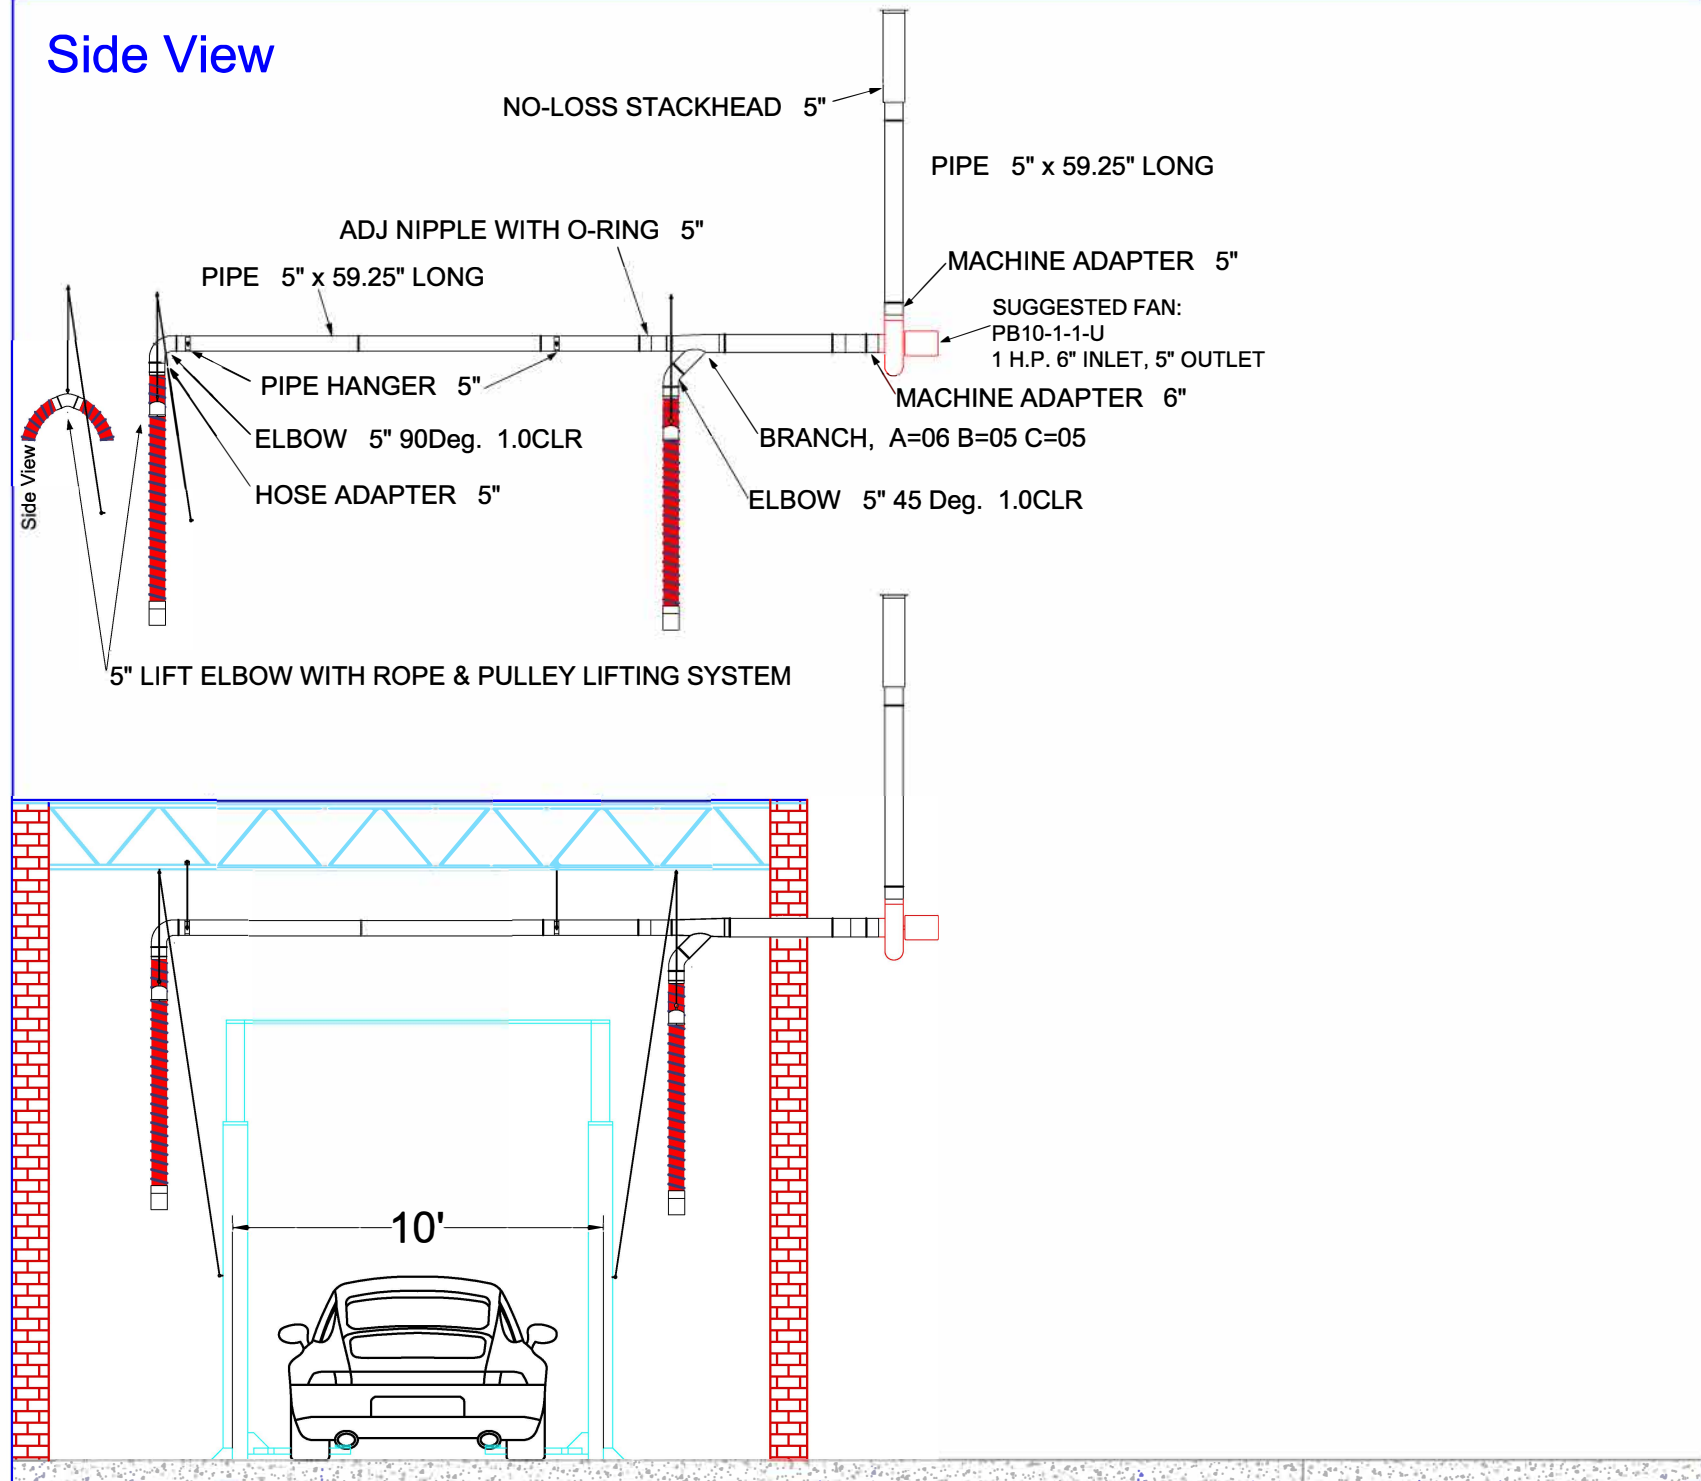 Side View
NO-LOSS STACKHEAD 5"
PIPE 5" x 59.25" LONG
ADJ NIPPLE WITH O-RING 5"
MACHINE ADAPTER 5"
PIPE 5" x 59.25" LONG
SUGGESTED FAN:
PB10-1-1-U
1 H.P. 6" INLET, 5" OUTLET
PIPE HANGER 5"
MACHINE ADAPTER 6"
ELBOW 5" 90Deg. 1.0CLR
BRANCH, A=06 B=05 C=05
HOSE ADAPTER 5"
ELBOW 5" 45 Deg. 1.0CLR
Side View
5" LIFT ELBOW WITH ROPE & PULLEY LIFTING SYSTEM
10'